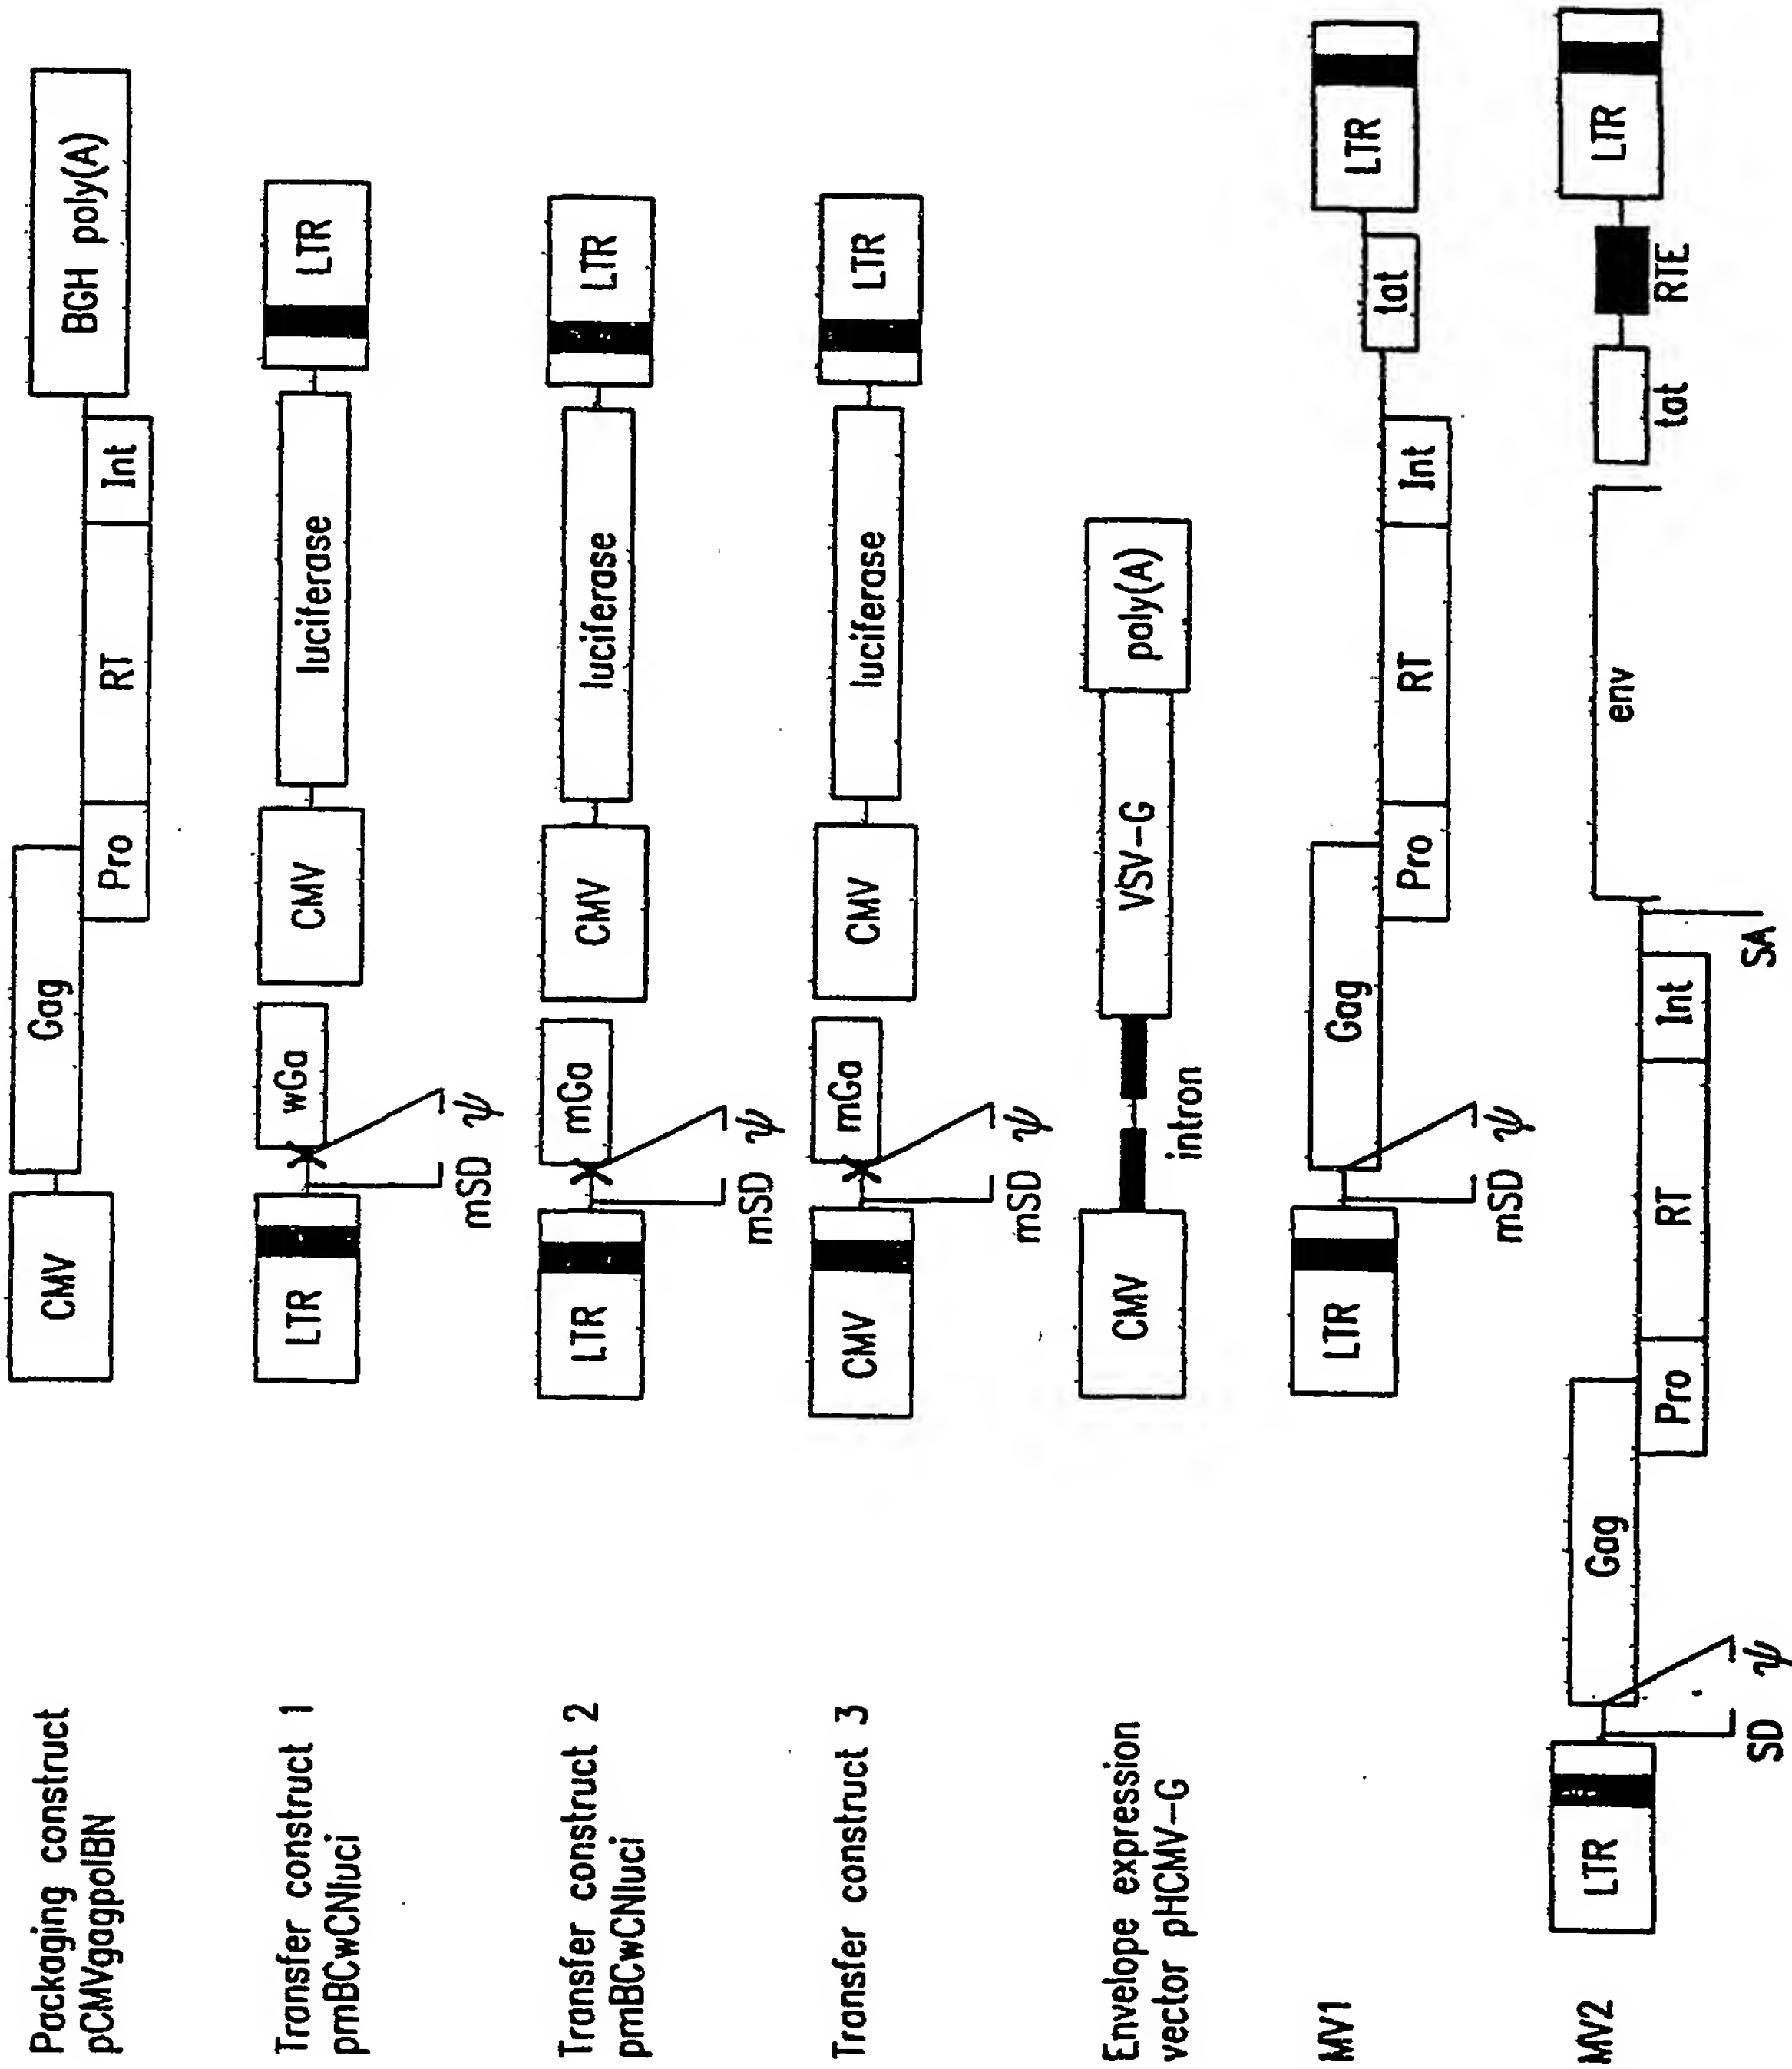 Packaging construct
pCMVgagpolBN
CMV
Gag
Pro
RT
Int
BGH poly(A)
Transfer construct 1
pmBCwCNluci
LTR
mSD
ψ
wGa
CMV
luciferase
LTR
Transfer construct 2
pmBCwCNluci
LTR
mSD
ψ
mGa
CMV
luciferase
LTR
Transfer construct 3
CMV
mSD
ψ
mGa
CMV
luciferase
LTR
Envelope expression
vector pHCMV-G
CMV
intron
VSV-G
poly(A)
MV1
LTR
mSD
ψ
Gag
Pro
RT
Int
tat
LTR
MV2
LTR
SD
ψ
Gag
Pro
RT
Int
SA
env
tat
RTE
LTR